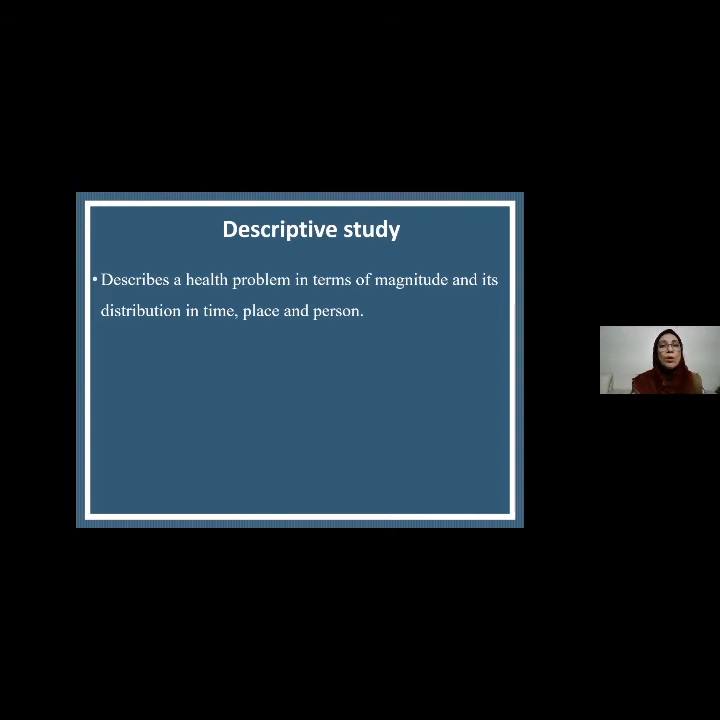 Descriptive study
• Describes a health problem in terms of magnitude and its
distribution in time, place and person.